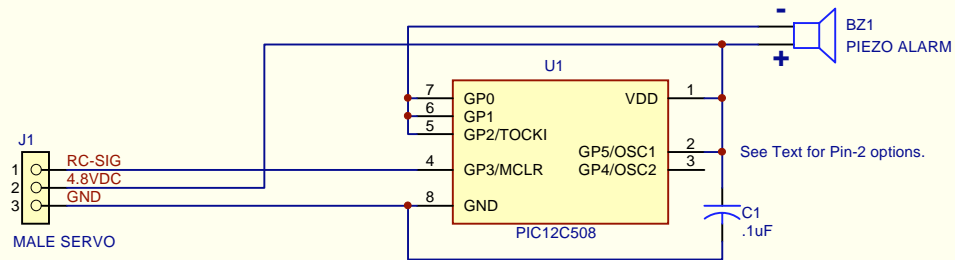 -
BZ1
PIEZO ALARM
+
U1
7 GP0 VDD 1
6 GP1
5 GP2/TOCKI
J1
GP5/OSC1 2 See Text for Pin-2 options.
1 RC-SIG 4 GP3/MCLR GP4/OSC2 3
2 4.8VDC
3 GND 8 GND
C1
.1uF
MALE SERVO PIC12C508